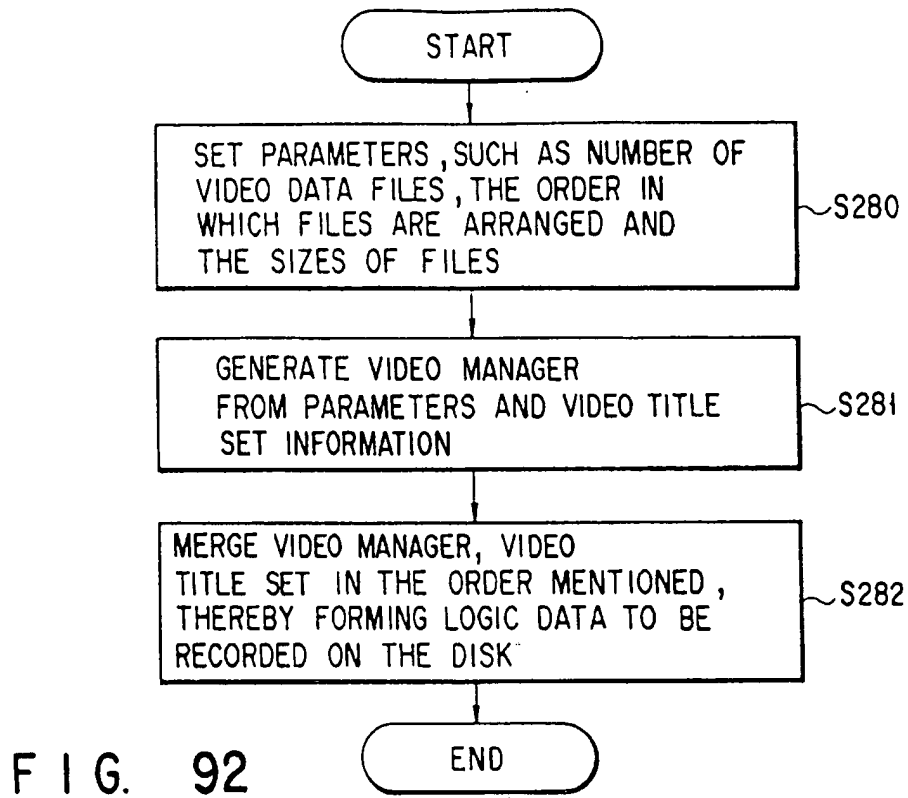 START
SET PARAMETERS, SUCH AS NUMBER OF
VIDEO DATA FILES, THE ORDER IN
WHICH FILES ARE ARRANGED AND
THE SIZES OF FILES
S280
GENERATE VIDEO MANAGER
FROM PARAMETERS AND VIDEO TITLE
SET INFORMATION
S281
MERGE VIDEO MANAGER, VIDEO
TITLE SET IN THE ORDER MENTIONED,
THEREBY FORMING LOGIC DATA TO BE
RECORDED ON THE DISK
S282
END
FIG. 92